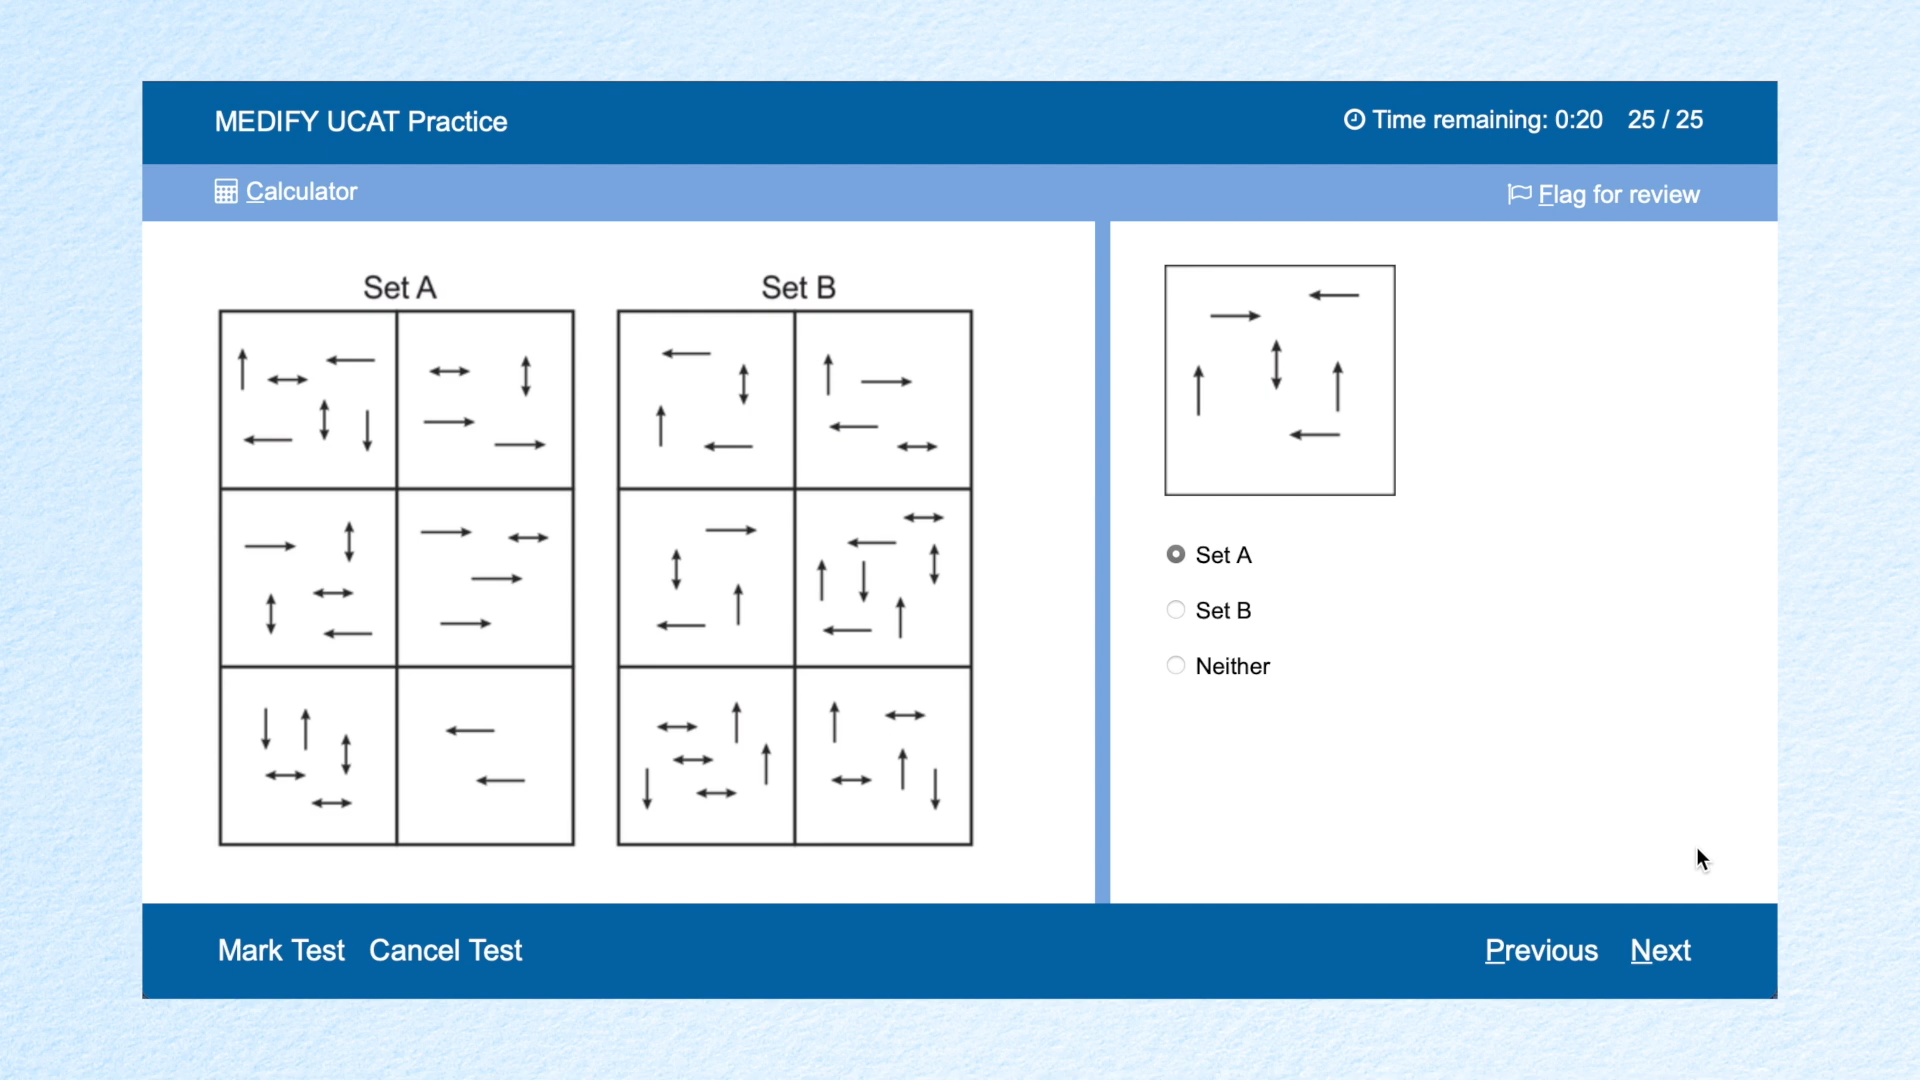 MEDIFY UCAT Practice
Time remaining: 0:20 25 / 25
Calculator
Flag for review
Set A
Set B
Set A
Set B
Neither
Mark Test Cancel Test
Previous Next